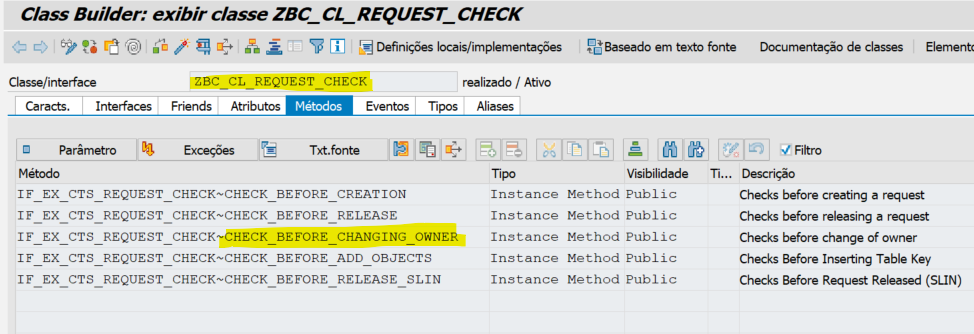 Class Builder: exibir classe ZBC_CL_REQUEST_CHECK
Definições locais/implementações Baseado em texto fonte Documentação de classes Elemento
Classe/interface ZBC_CL_REQUEST_CHECK realizado / Ativo
Caracts. Interfaces Friends Atributos Métodos Eventos Tipos Aliases
Parâmetro Exceções Txt.fonte Filtro
Método Tipo Visibilidade Ti... Descrição
IF_EX_CTS_REQUEST_CHECK~CHECK_BEFORE_CREATION Instance Method Public Checks before creating a request
IF_EX_CTS_REQUEST_CHECK~CHECK_BEFORE_RELEASE Instance Method Public Checks before releasing a request
IF_EX_CTS_REQUEST_CHECK~CHECK_BEFORE_CHANGING_OWNER Instance Method Public Checks before change of owner
IF_EX_CTS_REQUEST_CHECK~CHECK_BEFORE_ADD_OBJECTS Instance Method Public Checks Before Inserting Table Key
IF_EX_CTS_REQUEST_CHECK~CHECK_BEFORE_RELEASE_SLIN Instance Method Public Checks Before Request Released (SLIN)